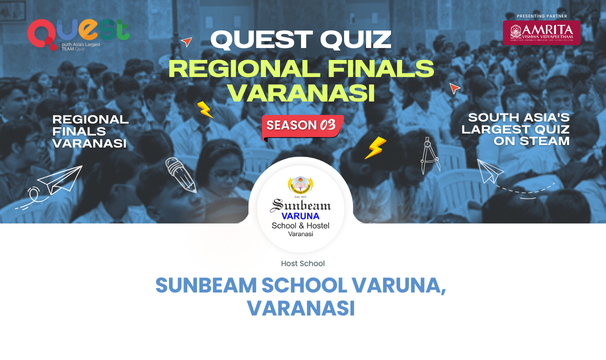 Quest
South Asia's Largest
TEAM Quiz
PRESENTING PARTNER
AMRITA
VISHWA VIDYAPEETHAM
QUEST QUIZ
REGIONAL FINALS
VARANASI
SEASON 03
REGIONAL
FINALS
VARANASI
SOUTH ASIA'S
LARGEST QUIZ
ON STEAM
Sunbeam
VARUNA
School & Hostel
Varanasi
Host School
SUNBEAM SCHOOL VARUNA,
VARANASI